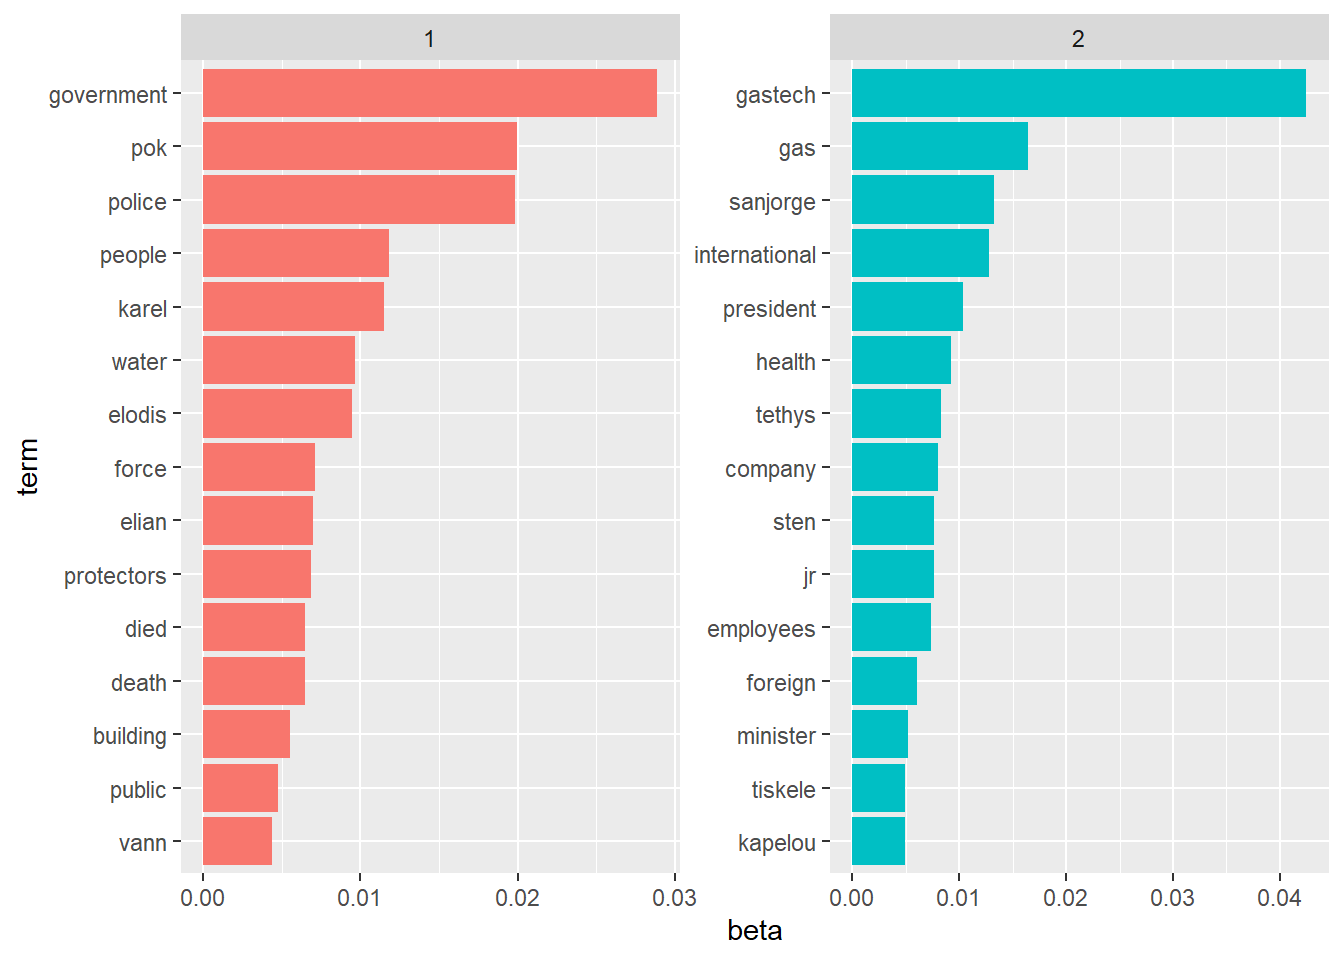 1
government
pok
police
people
karel
water
elodis
force
elian
protectors
died
death
building
public
vann
0.00 0.01 0.02 0.03
2
gastech
gas
sanjorge
international
president
health
tethys
company
sten
jr
employees
foreign
minister
tiskele
kapelou
0.00 0.01 0.02 0.03 0.04
term
beta